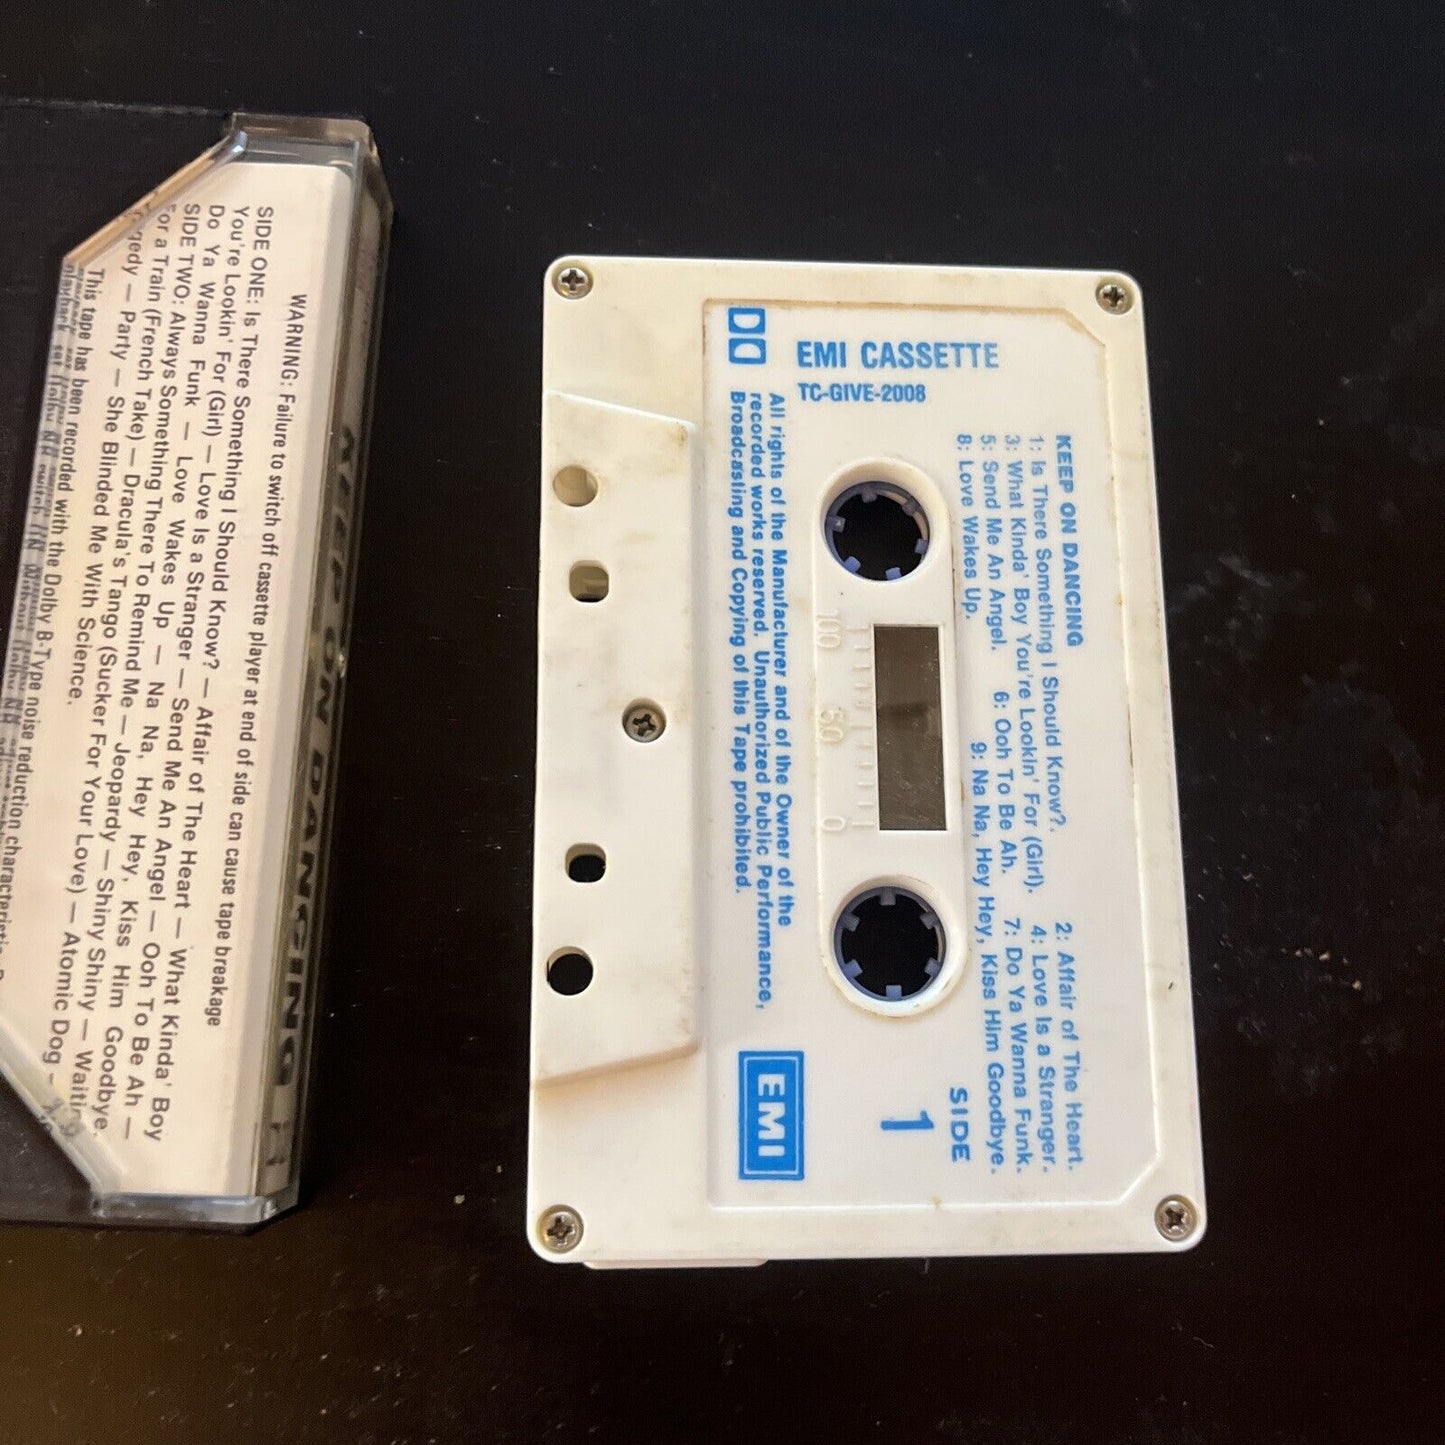 WARNING: Failure to switch off cassette player at end of side can cause tape breakage
SIDE ONE: Is There Something I Should Know? — Affair of The Heart — What Kinda' Boy
You're Lookin' For (Girl) — Love Is a Stranger — Send Me An Angel — Ooh To Be Ah —
Do Ya Wanna Funk — Love Wakes Up — Na Na, Hey Hey, Kiss Him Goodbye.
SIDE TWO: Always Something There To Remind Me — Jeopardy — Shiny Shiny — Waiting
For a Train (French Take) — Dracula's Tango (Sucker For Your Love) — Atomic Dog —
— Party — She Blinded Me With Science.
This tape has been recorded with the Dolby B-Type noise reduction characteristic.
KEEP ON DANCING
EMI CASSETTE
TC-GIVE-2008
KEEP ON DANCING
1: Is There Something I Should Know?. 2: Affair of The Heart.
3: What Kinda' Boy You're Lookin' For (Girl). 4: Love Is a Stranger.
5: Send Me An Angel. 6: Ooh To Be Ah. 7: Do Ya Wanna Funk.
8: Love Wakes Up. 9: Na Na, Hey Hey, Kiss Him Goodbye.
SIDE
1
100 50 0
All rights of the Manufacturer and of the Owner of the
recorded works reserved. Unauthorized Public Performance,
Broadcasting and Copying of this Tape prohibited.
EMI